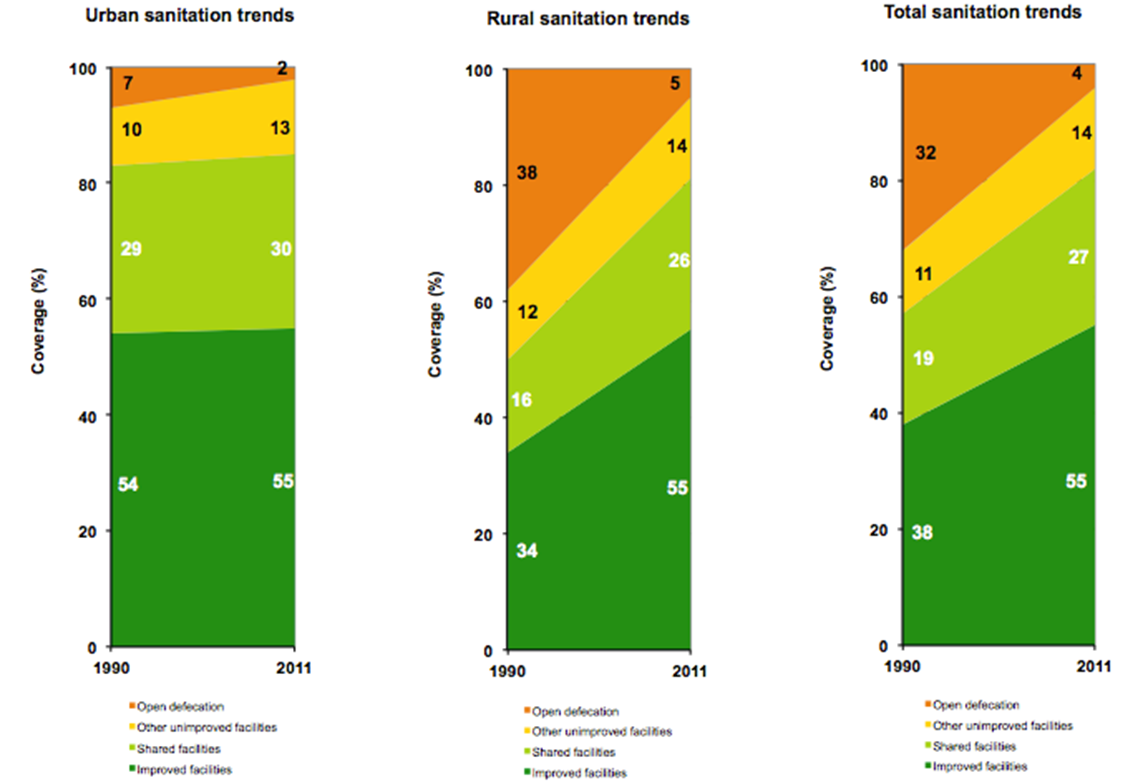 Urban sanitation trends
100
80
60
40
20
0
Coverage (%)
7
2
10
13
29
30
54
55
1990
2011
Open defecation
Other unimproved facilities
Shared facilities
Improved facilities
Rural sanitation trends
100
80
60
40
20
0
Coverage (%)
38
5
12
14
16
26
34
55
1990
2011
Open defecation
Other unimproved facilities
Shared facilities
Improved facilities
Total sanitation trends
100
80
60
40
20
0
Coverage (%)
32
4
11
14
19
27
38
55
1990
2011
Open defecation
Other unimproved facilities
Shared facilities
Improved facilities